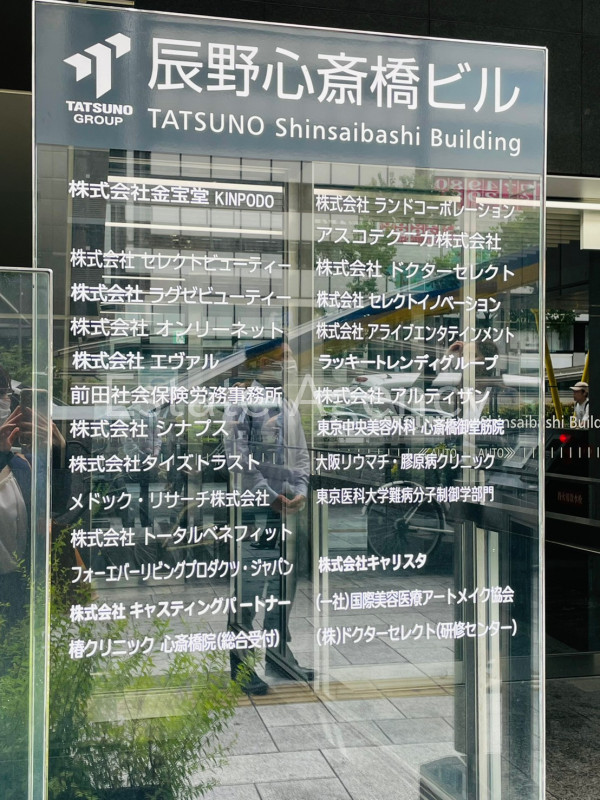 TATSUNO
GROUP
辰野心斎橋ビル
TATSUNO Shinsaibashi Building
株式会社金宝堂 KINPODO
株式会社 セレクトビューティー
株式会社 ラグゼビューティー
株式会社 オンリーネット
株式会社 エヴァル
前田社会保険労務事務所
株式会社 シナプス
株式会社タイズトラスト
メドック・リサーチ株式会社
株式会社 トータルベネフィット
フォーエバーリビングプロダクツ・ジャパン
株式会社 キャスティングパートナー
椿クリニック 心斎橋院(総合受付)
株式会社 ランドコーポレーション
アスコテクニカ株式会社
株式会社 ドクターセレクト
株式会社 セレクトイノベーション
株式会社 アライブエンタテインメント
ラッキートレンディグループ
株式会社 アルティザン
東京中央美容外科 心斎橋御堂筋院
大阪リウマチ・膠原病クリニック
東京医科大学難病分子制御学部門
株式会社キャリスタ
(一社)国際美容医療アートメイク協会
(株)ドクターセレクト(研修センター)
Shinsaibashi Build
AUTO
AUTO